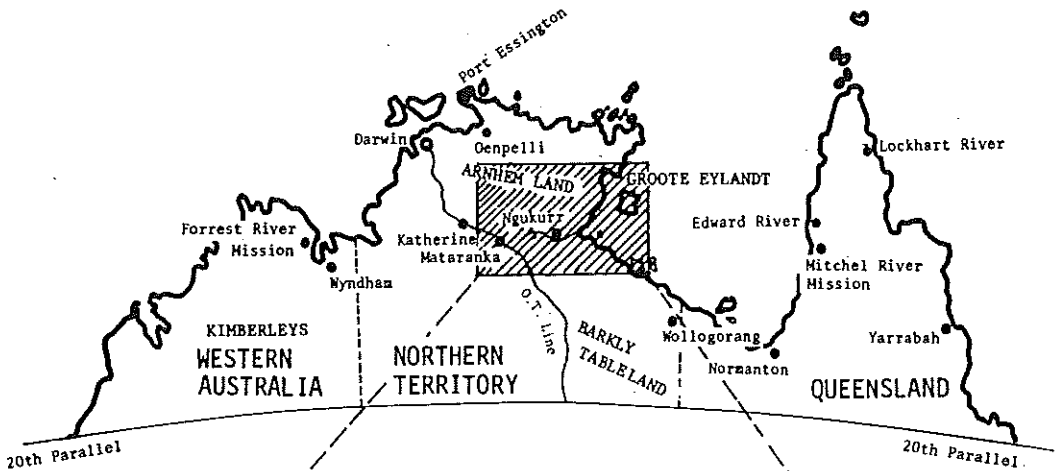 Port Essington
Darwin
Oenpelli
ARNHEM LAND
GROOTE EYLANDT
Lockhart River
Ngukurr
Edward River
Forrest River
Mission
Katherine
Mataranka
Mitchel River
Mission
Wyndham
O.T. Line
KIMBERLEYS
WESTERN
AUSTRALIA
NORTHERN
TERRITORY
BARKLY
TABLELAND
Wollogorang
Normanton
Yarrabah
QUEENSLAND
20th Parallel
20th Parallel